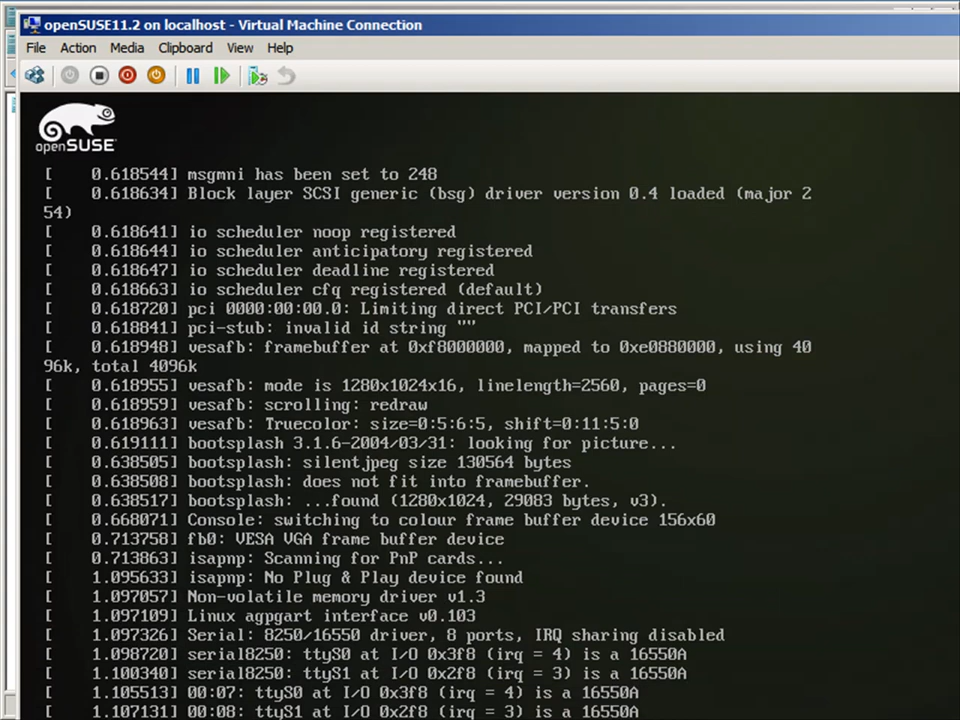 openSUSE11.2 on localhost - Virtual Machine Connection
File Action Media Clipboard View Help
openSUSE
[ 0.618544] msgmni has been set to 248
[ 0.618634] Block layer SCSI generic (bsg) driver version 0.4 loaded (major 2
54)
[ 0.618641] io scheduler noop registered
[ 0.618644] io scheduler anticipatory registered
[ 0.618647] io scheduler deadline registered
[ 0.618663] io scheduler cfq registered (default)
[ 0.618720] pci 0000:00:00.0: Limiting direct PCI/PCI transfers
[ 0.618841] pci-stub: invalid id string ""
[ 0.618948] vesafb: framebuffer at 0xf8000000, mapped to 0xe0880000, using 40
96k, total 4096k
[ 0.618955] vesafb: mode is 1280x1024x16, linelength=2560, pages=0
[ 0.618959] vesafb: scrolling: redraw
[ 0.618963] vesafb: Truecolor: size=0:5:6:5, shift=0:11:5:0
[ 0.619111] bootsplash 3.1.6-2004/03/31: looking for picture...
[ 0.638505] bootsplash: silentjpeg size 130564 bytes
[ 0.638508] bootsplash: does not fit into framebuffer.
[ 0.638517] bootsplash: ...found (1280x1024, 29083 bytes, v3).
[ 0.668071] Console: switching to colour frame buffer device 156x60
[ 0.713758] fb0: VESA VGA frame buffer device
[ 0.713863] isapnp: Scanning for PnP cards...
[ 1.095633] isapnp: No Plug & Play device found
[ 1.097057] Non-volatile memory driver v1.3
[ 1.097109] Linux agpgart interface v0.103
[ 1.097326] Serial: 8250/16550 driver, 8 ports, IRQ sharing disabled
[ 1.098720] serial8250: ttyS0 at I/O 0x3f8 (irq = 4) is a 16550A
[ 1.100340] serial8250: ttyS1 at I/O 0x2f8 (irq = 3) is a 16550A
[ 1.105513] 00:07: ttyS0 at I/O 0x3f8 (irq = 4) is a 16550A
[ 1.107131] 00:08: ttyS1 at I/O 0x2f8 (irq = 3) is a 16550A